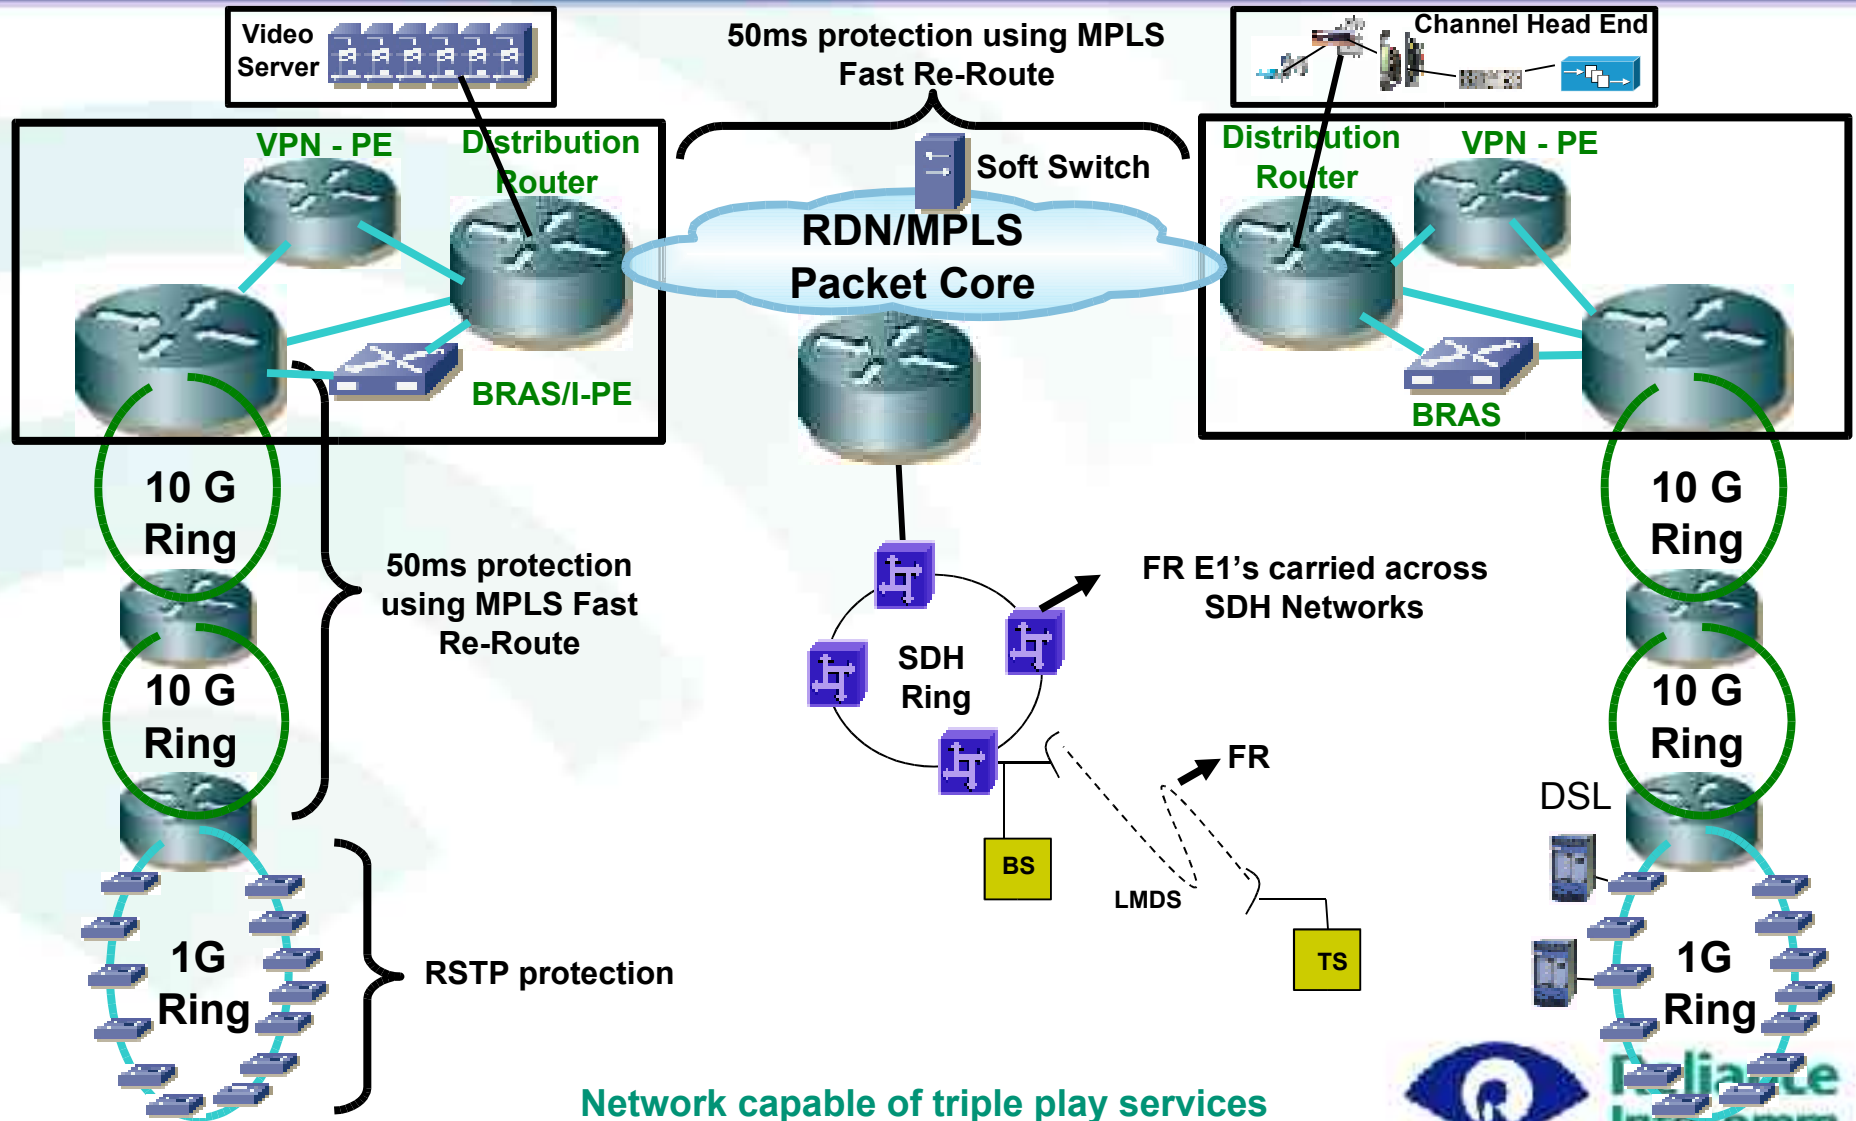 Video
Server
50ms protection using MPLS
Fast Re-Route
Channel Head End
VPN - PE
Distribution
Router
Soft Switch
Distribution
Router
VPN - PE
RDN/MPLS
Packet Core
BRAS/I-PE
BRAS
10 G
Ring
50ms protection
using MPLS Fast
Re-Route
10 G
Ring
FR E1's carried across
SDH Networks
SDH
Ring
FR
BS
LMDS
TS
10 G
Ring
10 G
Ring
DSL
1G
Ring
RSTP protection
1G
Ring
Network capable of triple play services
Reliance